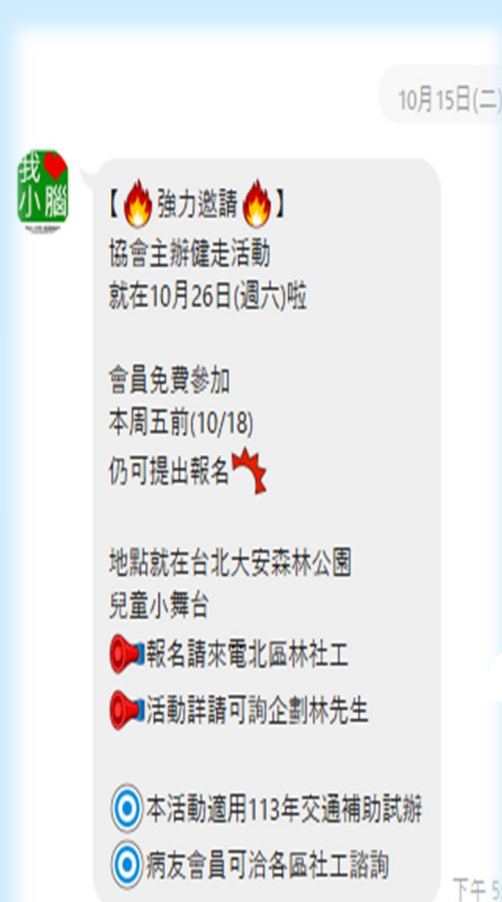 10月15日(二)
我
小腦
【🔥強力邀請🔥】
協會主辦健走活動
就在10月26日(週六)啦
會員免費參加
本周五前(10/18)
仍可提出報名
地點就在台北大安森林公園
兒童小舞台
報名請來電北區林社工
活動詳請可詢企劃林先生
本活動適用113年交通補助試辦
病友會員可洽各區社工諮詢
下午 5